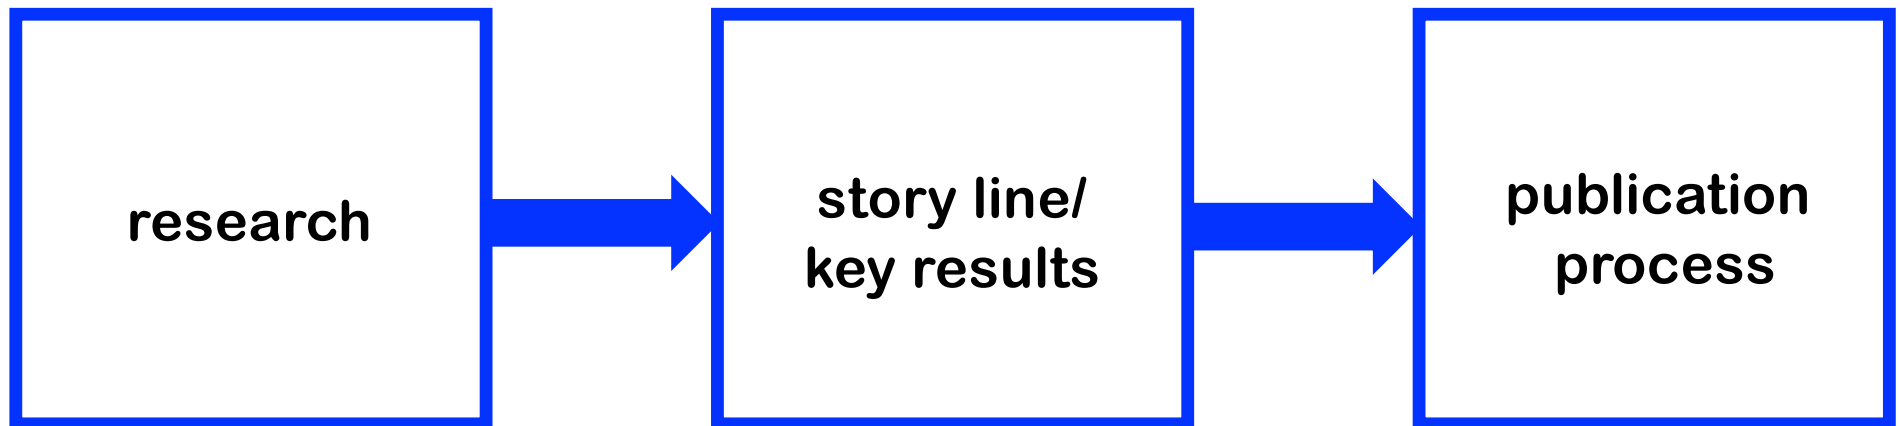 research
story line/
key results
publication
process